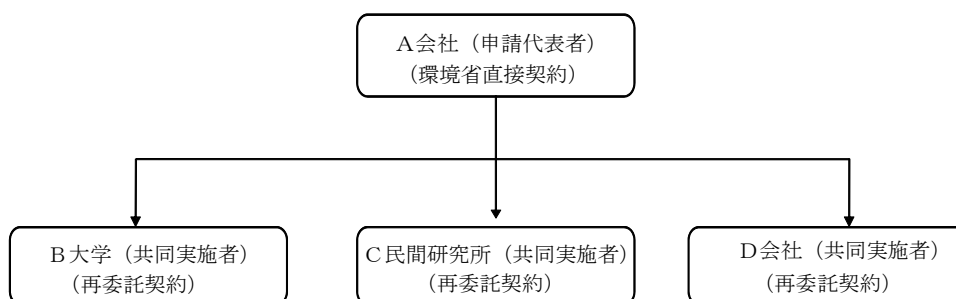 A会社（申請代表者）
（環境省直接契約）
B大学（共同実施者）
（再委託契約）
C民間研究所（共同実施者）
（再委託契約）
D会社（共同実施者）
（再委託契約）